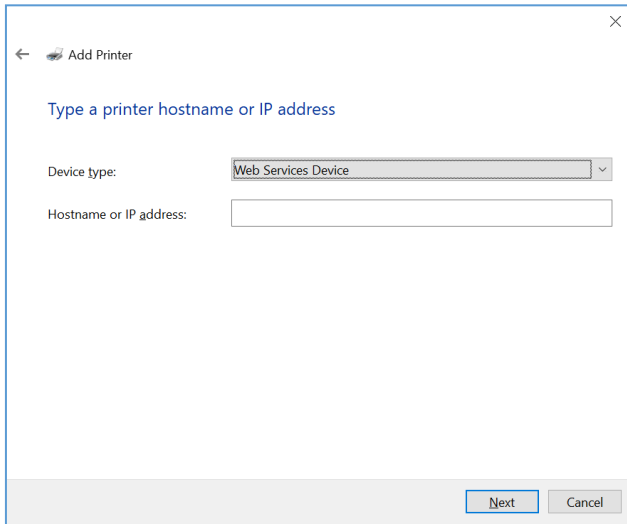 Add Printer
Type a printer hostname or IP address
Device type: Web Services Device
Hostname or IP address:
Next Cancel